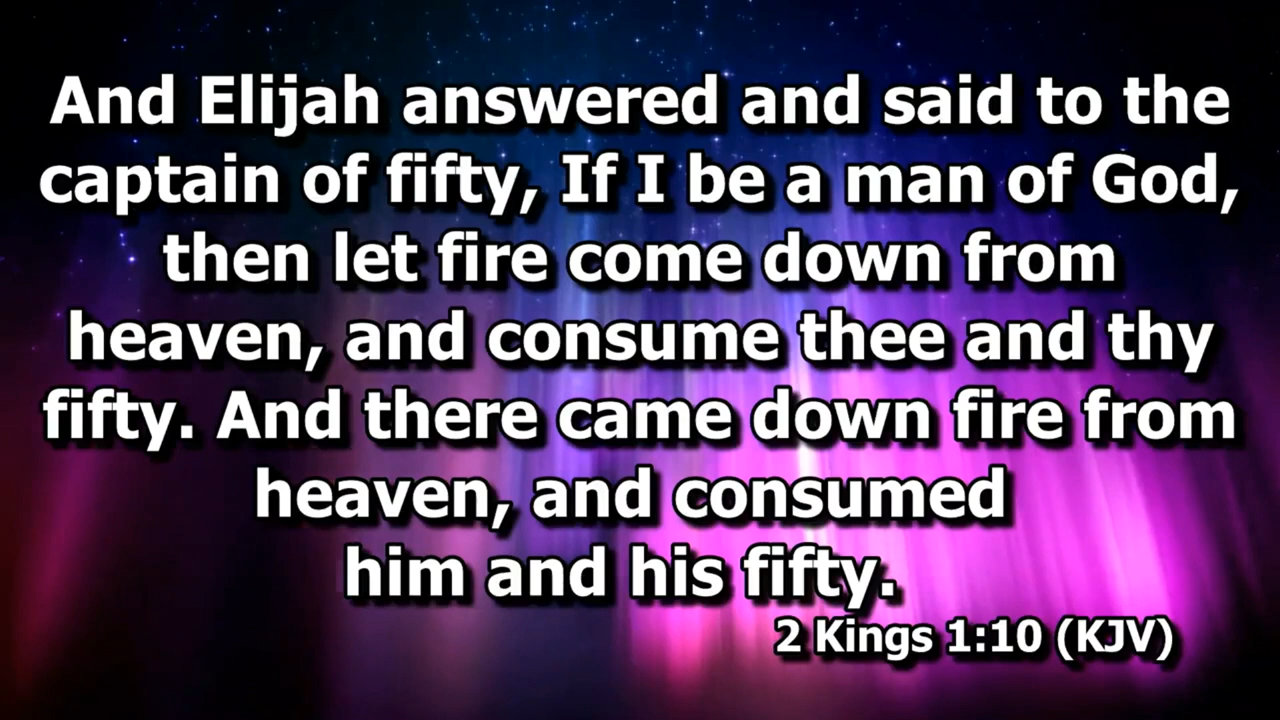 And Elijah answered and said to the
captain of fifty, If I be a man of God,
then let fire come down from
heaven, and consume thee and thy
fifty. And there came down fire from
heaven, and consumed
him and his fifty.
2 Kings 1:10 (KJV)